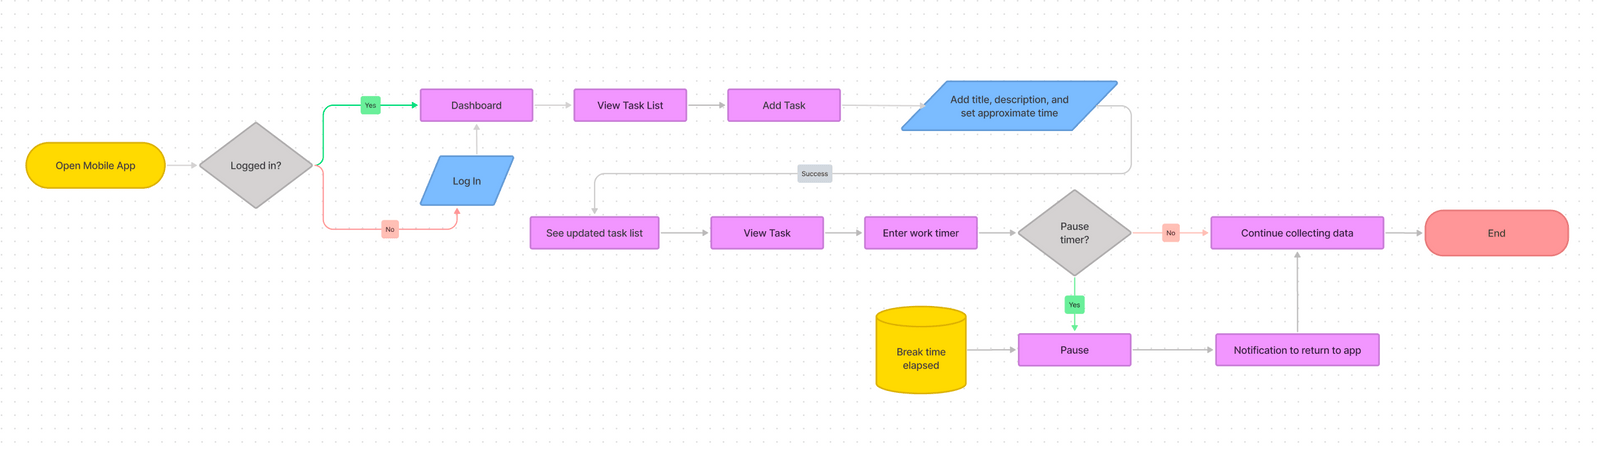 Open Mobile App
Logged in?
Yes
No
Dashboard
Log In
View Task List
Add Task
Add title, description, and
set approximate time
Success
See updated task list
View Task
Enter work timer
Pause
timer?
No
Yes
Continue collecting data
End
Break time
elapsed
Pause
Notification to return to app